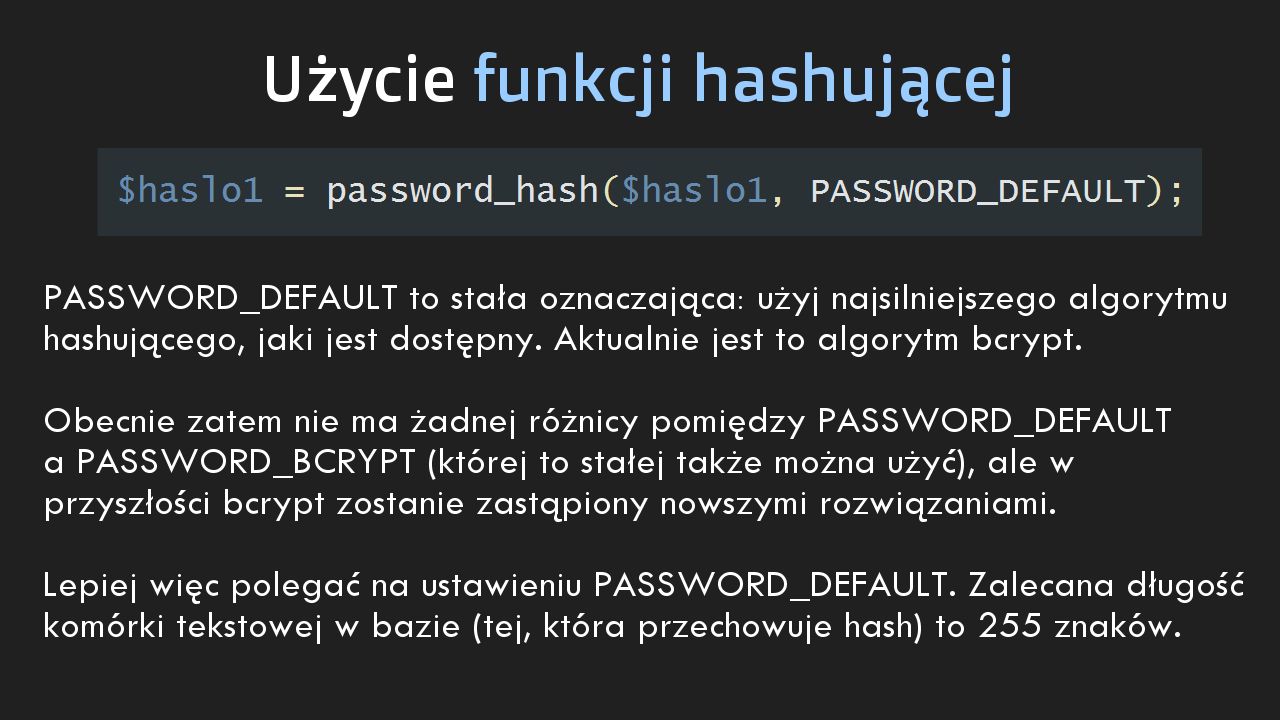 Użycie funkcji hashującej
$haslo1 = password_hash($haslo1, PASSWORD_DEFAULT);
PASSWORD_DEFAULT to stała oznaczająca: użyj najsilniejszego algorytmu
hashującego, jaki jest dostępny. Aktualnie jest to algorytm bcrypt.
Obecnie zatem nie ma żadnej różnicy pomiędzy PASSWORD_DEFAULT
a PASSWORD_BCRYPT (której to stałej także można użyć), ale w
przyszłości bcrypt zostanie zastąpiony nowszymi rozwiązaniami.
Lepiej więc polegać na ustawieniu PASSWORD_DEFAULT. Zalecana długość
komórki tekstowej w bazie (tej, która przechowuje hash) to 255 znaków.